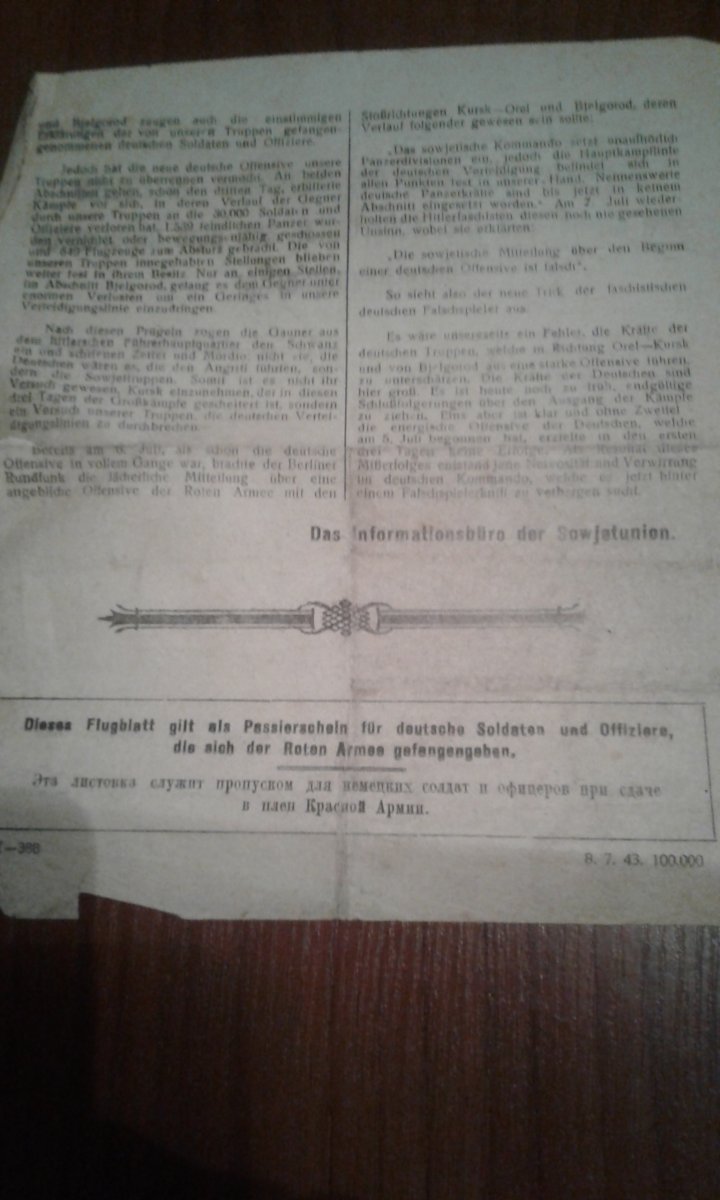 und Bjelgorod zeugen auch die einstimmigen
Erklärungen der von unseren Truppen gefangen-
genommenen deutschen Soldaten und Offiziere.
Jedoch hat die neue deutsche Offensive unsere
Truppen nicht zu überrennen vermocht. An beiden
Abschnitten gehen, schon den dritten Tag, erbitterte
Kämpfe vor sich, in deren Verlauf der Gegner
durch unsere Truppen an die 30.000 Soldaten und
Offiziere verloren hat. 1.539 feindlichen Panzer wur-
den vernichtet oder bewegungsunfähig geschossen
und 649 Flugzeuge zum Absturz gebracht. Die von
unseren Truppen innegehabten Stellungen blieben
weiter fest in ihrem Besitz. Nur an einigen Stellen,
im Abschnitt Bjelgorod, gelang es dem Gegner unter
enormen Verlusten um ein Geringes in unsere
Verteidigungslinie einzudringen.
Nach diesen Prügeln zogen die Gauner aus
dem hitlerschen Führerhauptquartier den Schwanz
ein und schrieen Zeter und Mordio: nicht sie, die
Deutschen wären es, die den Angriff führten, son-
dern die Sowjettruppen. Somit ist es nicht ihr
Versuch gewesen, Kursk einzunehmen, der in diesen
drei Tagen der Großkämpfe gescheitert ist, sondern
ein Versuch unserer Truppen, die deutschen Vertei-
digungslinien zu durchbrechen.
Bereits am 6. Juli, als schon die deutsche
Offensive in vollem Gange war, brachte der Berliner
Rundfunk die lächerliche Mitteilung über eine
angebliche Offensive der Roten Armee mit den
Stoßrichtungen Kursk—Orel und Bjelgorod, deren
Verlauf folgender gewesen sein sollte:
„Das sowjetische Kommando setzt unaufhörlich
Panzerdivisionen ein, jedoch die Hauptkampflinie
der deutschen Verteidigung befindet sich in
allen Punkten fest in unserer Hand. Nennenswerte
deutsche Panzerkräfte sind bis jetzt in keinem
Abschnitt eingesetzt worden." Am 7. Juli wieder-
holten die Hitlerfaschisten diesen noch nie gesehenen
Unsinn, wobei sie erklärten:
„Die sowjetische Mitteilung über den Beginn
einer deutschen Offensive ist falsch".
So sieht also der neue Trick der faschistischen
deutschen Falschspieler aus.
Es wäre unsererseits ein Fehler, die Kräfte der
deutschen Truppen, welche in Richtung Orel—Kursk
und von Bjelgorod aus eine starke Offensive führen,
zu unterschätzen. Die Kräfte der Deutschen sind
hier groß. Es ist heute noch zu früh, endgültige
Schlußfolgerungen über den Ausgang der Kämpfe
zu ziehen. Eins aber ist klar und ohne Zweifel —
die energische Offensive der Deutschen, welche
am 5. Juli begonnen hat, erzielte in den ersten
drei Tagen keine Erfolge. Als Resultat dieses
Mißerfolges entstand jene Nervosität und Verwirrung
im deutschen Kommando, welche es jetzt hinter
einem Falschspielerkniff zu verbergen sucht.
Das Informationsbüro der Sowjetunion.
Dieses Flugblatt gilt als Passierschein für deutsche Soldaten und Offiziere,
die sich der Roten Armee gefangengeben.
Эта листовка служит пропуском для немецких солдат и офицеров при сдаче
в плен Красной Армии.
8. 7. 43. 100.000